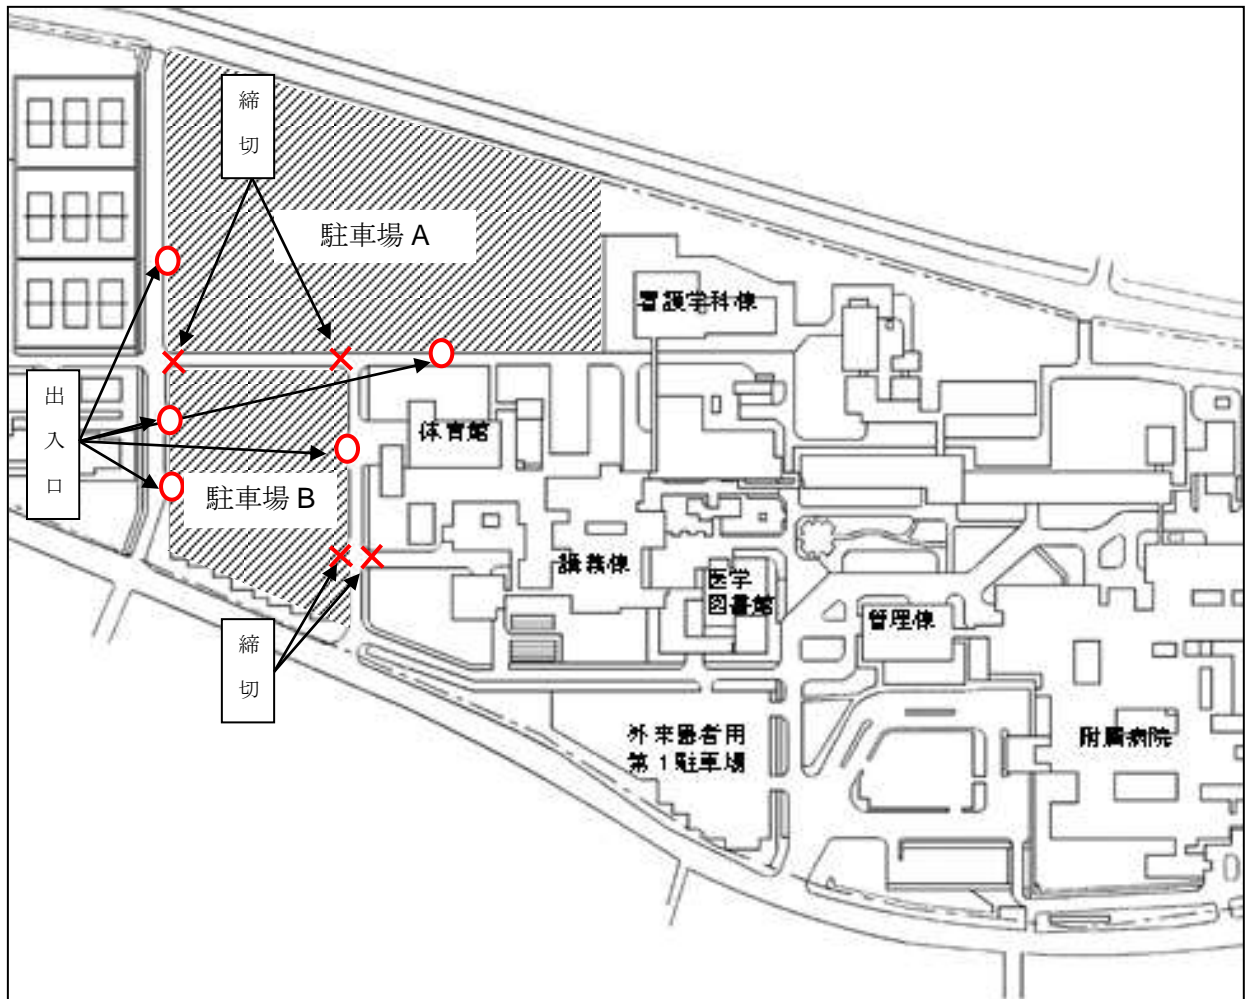 締切
駐車場 A
看護学科棟
出入口
体育館
駐車場 B
講義棟
医学
図書館
管理棟
締切
外来患者用
第1駐車場
附属病院